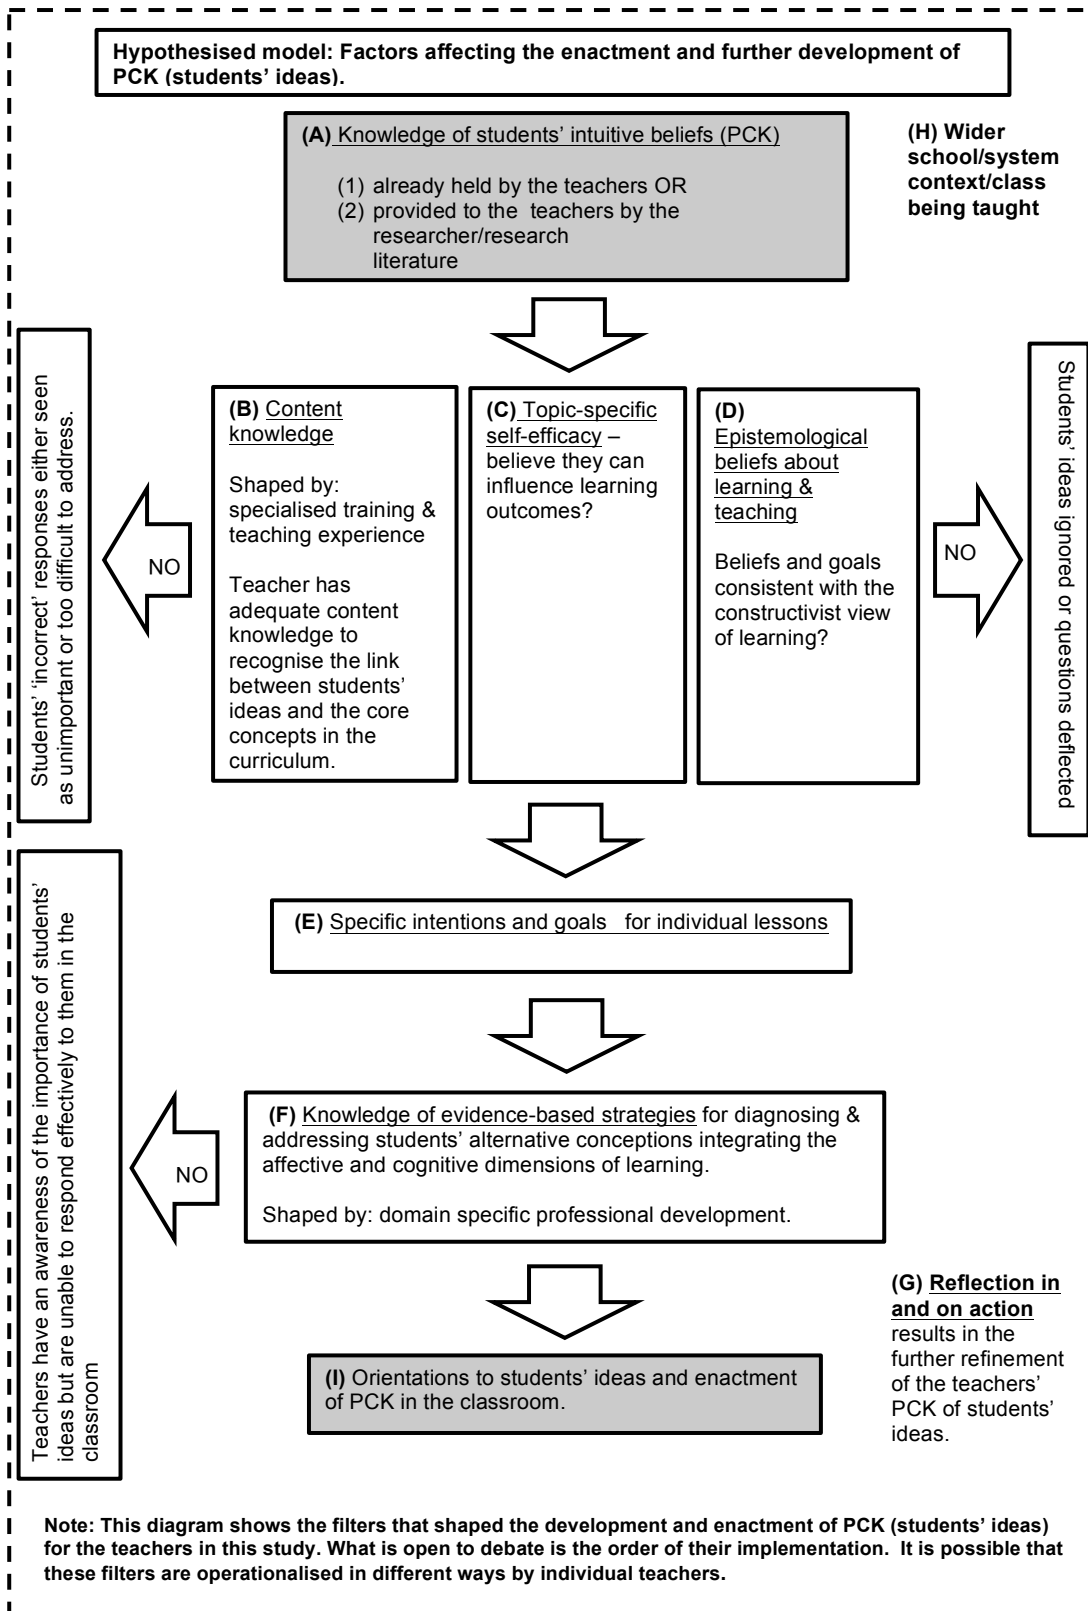 Hypothesised model: Factors affecting the enactment and further development of
PCK (students’ ideas).
(A) Knowledge of students’ intuitive beliefs (PCK)
(1) already held by the teachers OR
(2) provided to the teachers by the
researcher/research
literature
(H) Wider
school/system
context/class
being taught
Students’ ‘incorrect’ responses either seen
as unimportant or too difficult to address.
NO
(B) Content
knowledge
Shaped by:
specialised training &
teaching experience
Teacher has
adequate content
knowledge to
recognise the link
between students’
ideas and the core
concepts in the
curriculum.
(C) Topic-specific
self-efficacy –
believe they can
influence learning
outcomes?
(D)
Epistemological
beliefs about
learning &
teaching
Beliefs and goals
consistent with the
constructivist view
of learning?
NO
Students’ ideas ignored or questions deflected
(E) Specific intentions and goals for individual lessons
Teachers have an awareness of the importance of students’
ideas but are unable to respond effectively to them in the
classroom
NO
(F) Knowledge of evidence-based strategies for diagnosing &
addressing students’ alternative conceptions integrating the
affective and cognitive dimensions of learning.
Shaped by: domain specific professional development.
(G) Reflection in
and on action
results in the
further refinement
of the teachers’
PCK of students’
ideas.
(I) Orientations to students’ ideas and enactment
of PCK in the classroom.
Note: This diagram shows the filters that shaped the development and enactment of PCK (students’ ideas)
for the teachers in this study. What is open to debate is the order of their implementation. It is possible that
these filters are operationalised in different ways by individual teachers.